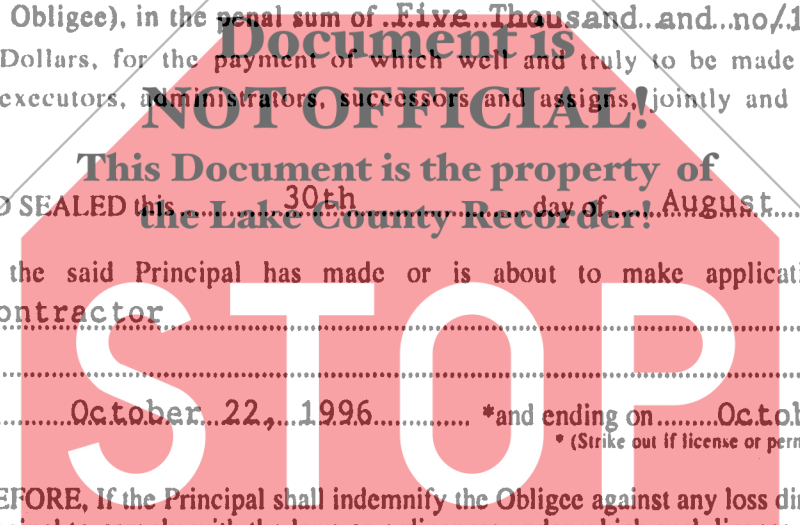 Obligee), in the penal sum of Five Thousand and no/1
Document is
Dollars, for the payment of which well and truly to be made
executors, administrators, successors and assigns, jointly and
NOT OFFICIAL!
This Document is the property of
SEALED this 30th day of August
the Lake County Recorder!
the said Principal has made or is about to make applicati
ontractor
STOP
October 22, 1996 *and ending on Octob
* (Strike out if license or perm
EFORE, If the Principal shall indemnify the Obligee against any loss dir